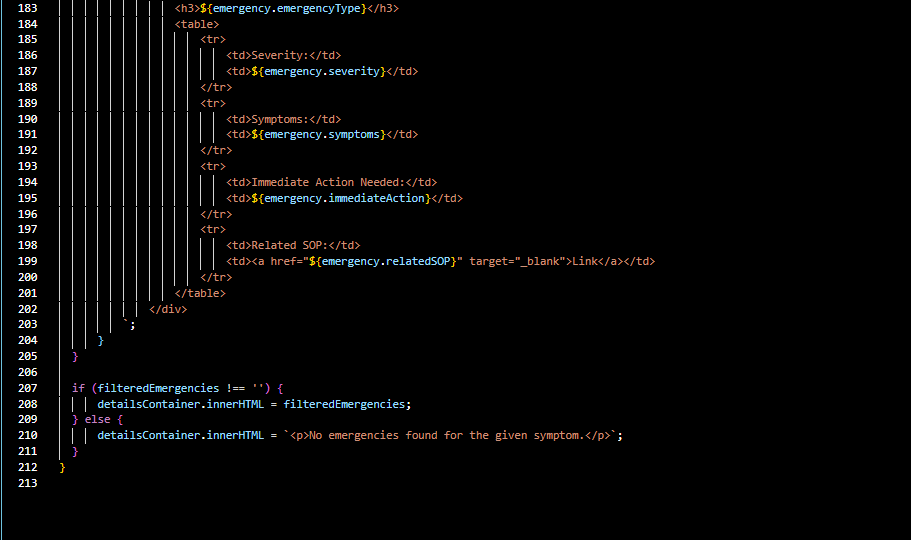 183 <h3>${emergency.emergencyType}</h3>
184 <table>
185 <tr>
186 <td>Severity:</td>
187 <td>${emergency.severity}</td>
188 </tr>
189 <tr>
190 <td>Symptoms:</td>
191 <td>${emergency.symptoms}</td>
192 </tr>
193 <tr>
194 <td>Immediate Action Needed:</td>
195 <td>${emergency.immediateAction}</td>
196 </tr>
197 <tr>
198 <td>Related SOP:</td>
199 <td><a href="${emergency.relatedSOP}" target="_blank">Link</a></td>
200 </tr>
201 </table>
202 </div>
203 `;
204 }
205 }
206
207 if (filteredEmergencies !== '') {
208 detailsContainer.innerHTML = filteredEmergencies;
209 } else {
210 detailsContainer.innerHTML = `<p>No emergencies found for the given symptom.</p>`;
211 }
212 }
213